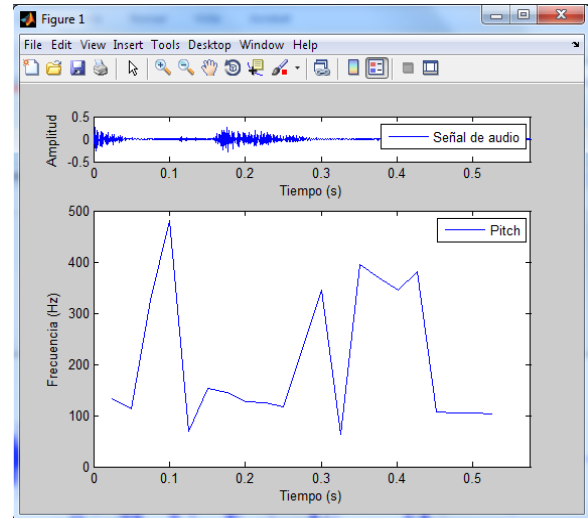 Figure 1
File Edit View Insert Tools Desktop Window Help
Amplitud
0.5
0
-0.5
Señal de audio
0 0.1 0.2 0.3 0.4 0.5
Tiempo (s)
Frecuencia (Hz)
500
400
300
200
100
0
Pitch
0 0.1 0.2 0.3 0.4 0.5
Tiempo (s)